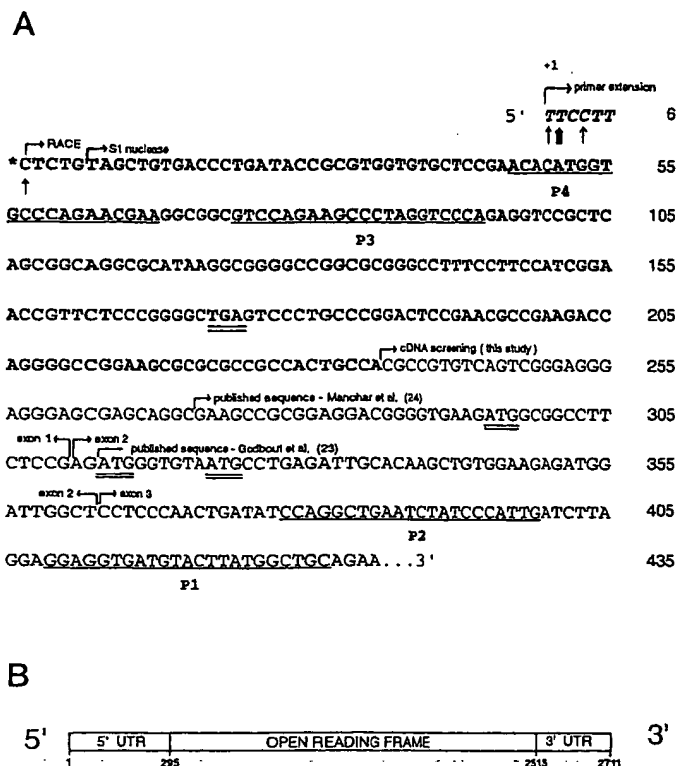 A
+1
primer extension
5' TTCCTT 6
RACE
S1 nuclease
*CTCTGTAGCTGTGACCCTGATACCGCGTGGTGTGCTCCGAACACATGGT 55
P4
GCCCAGAACGAAGGCGGCGTCCAGAAGCCCTAGGTCCCAGAGGTCCGCTC 105
P3
AGCGGCAGGCGCATAAGGCGGGGCCGGCGCGGGCCTTTCCTTCCATCGGA 155
ACCGTTCTCCCGGGGCTGAGTCCCTGCCCGGACTCCGAACGCCGAAGACC 205
cDNA screening (this study)
AGGGGCCGGAAGCGCGCGCCGCCACTGCCACGCCGTGTCAGTCGGGAGGG 255
published sequence - Manohar et al. (24)
AGGGAGCGAGCAGGCGAAGCCGCGGAGGACGGGGTGAAGATGGCGGCCTT 305
exon 1 exon 2
published sequence - Godbout et al. (23)
CTCCGAGATGGGTGTAATGCCTGAGATTGCACAAGCTGTGGAAGAGATGG 355
exon 2 exon 3
ATTGGCTCCTCCCAACTGATATCCAGGCTGAATCTATCCCATTGATCTTA 405
P2
GGAGGAGGTGATGTACTTATGGCTGCAGAA...3' 435
P1
B
5' 5' UTR OPEN READING FRAME 3' UTR 3'
1 295 2513 2711